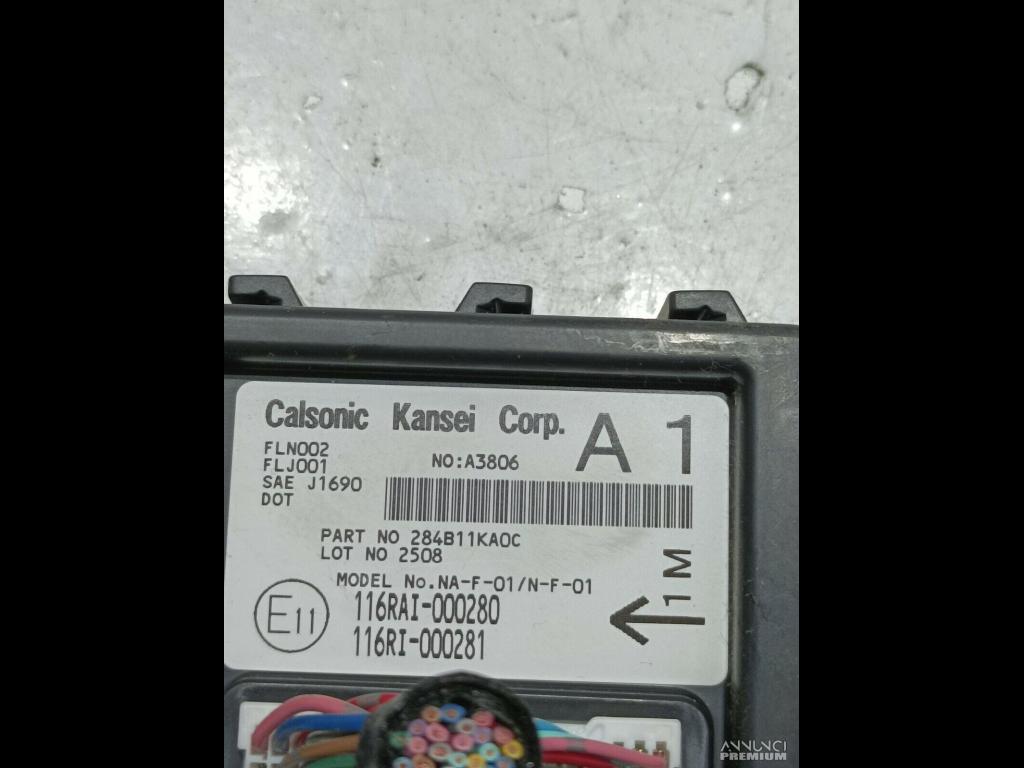 Calsonic Kansei Corp. A 1
FLN002
FLJ001 NO:A3806
SAE J1690
DOT
PART NO 284B11KA0C
LOT NO 2508
1M
MODEL No.NA-F-01/N-F-01
E11 116RAI-000280
116RI-000281
ANNUNCI
PREMIUM